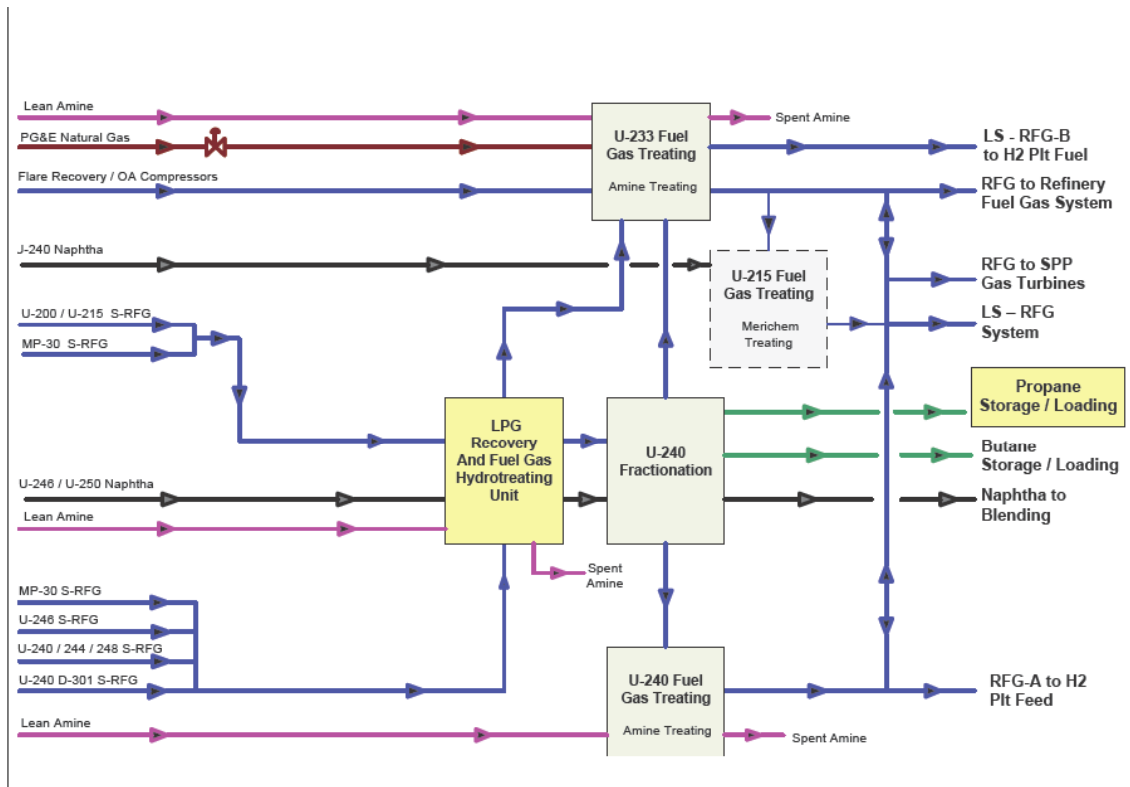 Lean Amine
PG&E Natural Gas
Flare Recovery / OA Compressors
U-233 Fuel
Gas Treating
Amine Treating
Spent Amine
LS - RFG-B
to H2 Plt Fuel
RFG to Refinery
Fuel Gas System
J-240 Naphtha
U-215 Fuel
Gas Treating
Merichem
Treating
RFG to SPP
Gas Turbines
LS – RFG
System
U-200 / U-215 S-RFG
MP-30 S-RFG
LPG
Recovery
And Fuel Gas
Hydrotreating
Unit
U-240
Fractionation
Propane
Storage / Loading
Butane
Storage / Loading
Naphtha to
Blending
U-246 / U-250 Naphtha
Lean Amine
Spent
Amine
MP-30 S-RFG
U-246 S-RFG
U-240 / 244 / 248 S-RFG
U-240 D-301 S-RFG
Lean Amine
U-240 Fuel
Gas Treating
Amine Treating
Spent Amine
RFG-A to H2
Plt Feed